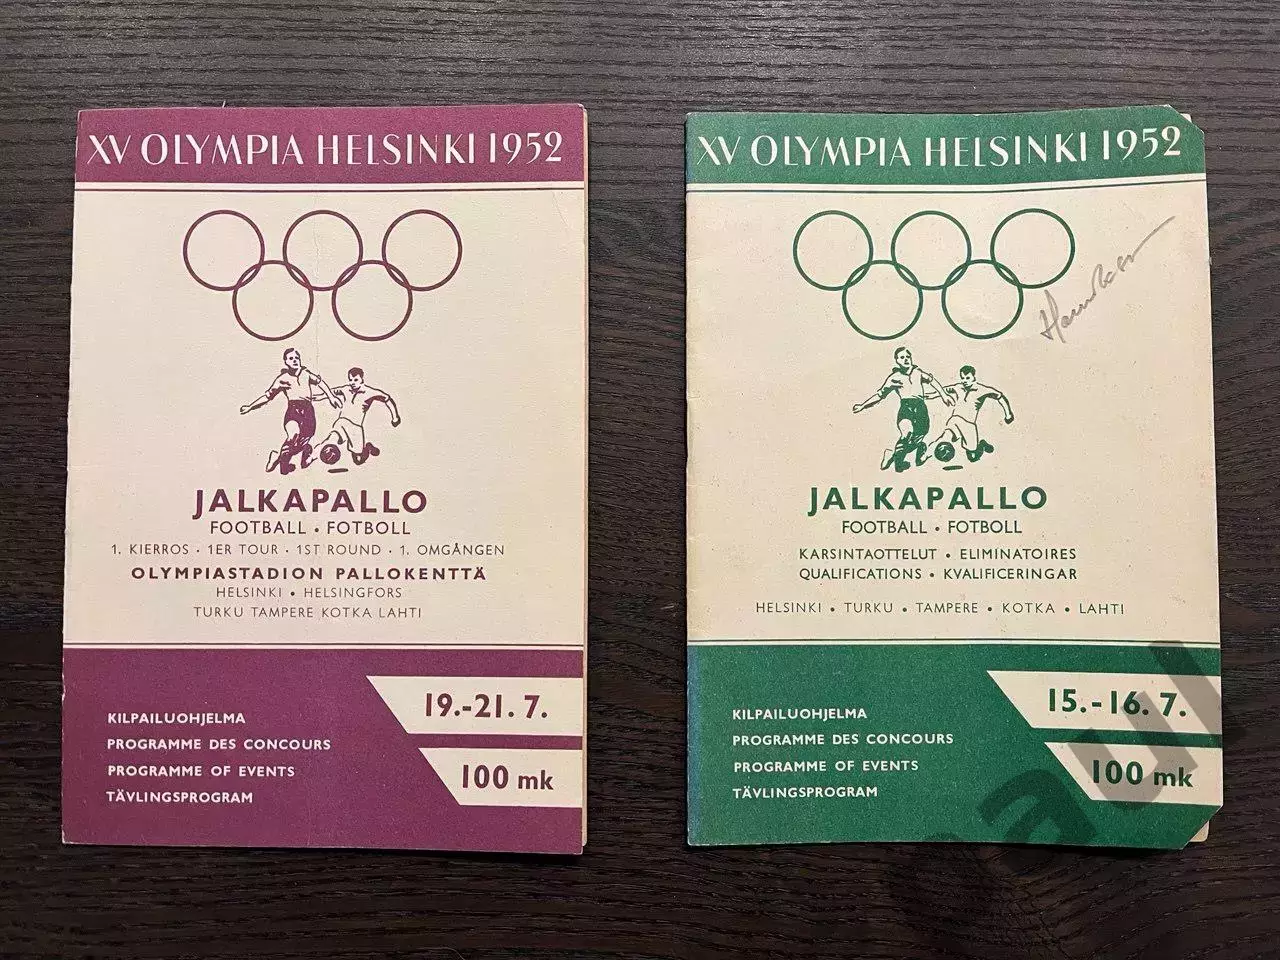 XV OLYMPIA HELSINKI 1952
JALKAPALLO
FOOTBALL • FOTBOLL
1. KIERROS • 1ER TOUR • 1ST ROUND • 1. OMGÅNGEN
OLYMPIASTADION PALLOKENTTÄ
HELSINKI • HELSINGFORS
TURKU TAMPERE KOTKA LAHTI
19.-21. 7.
100 mk
KILPAILUOHJELMA
PROGRAMME DES CONCOURS
PROGRAMME OF EVENTS
TÄVLINGSPROGRAM
XV OLYMPIA HELSINKI 1952
JALKAPALLO
FOOTBALL • FOTBOLL
KARSINTAOTTELUT • ELIMINATOIRES
QUALIFICATIONS • KVALIFICERINGAR
HELSINKI • TURKU • TAMPERE • KOTKA • LAHTI
15.-16. 7.
100 mk
KILPAILUOHJELMA
PROGRAMME DES CONCOURS
PROGRAMME OF EVENTS
TÄVLINGSPROGRAM